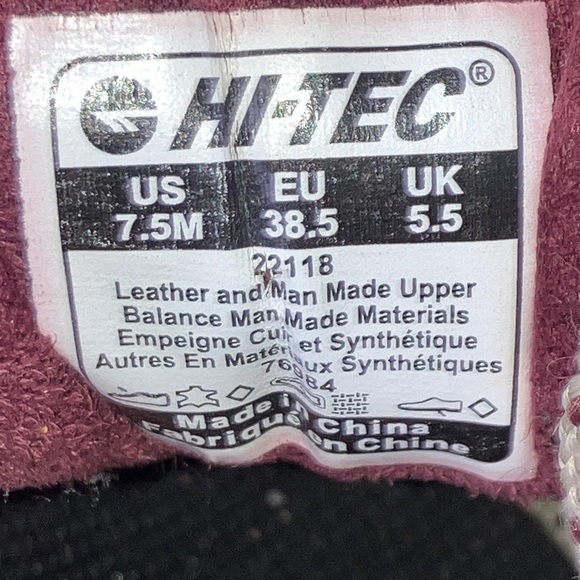 HI-TEC®
US EU UK
7.5M 38.5 5.5
22118
Leather and Man Made Upper
Balance Man Made Materials
Empeigne Cuir et Synthétique
Autres En Matériaux Synthétiques
Made in China
Fabriqué en Chine